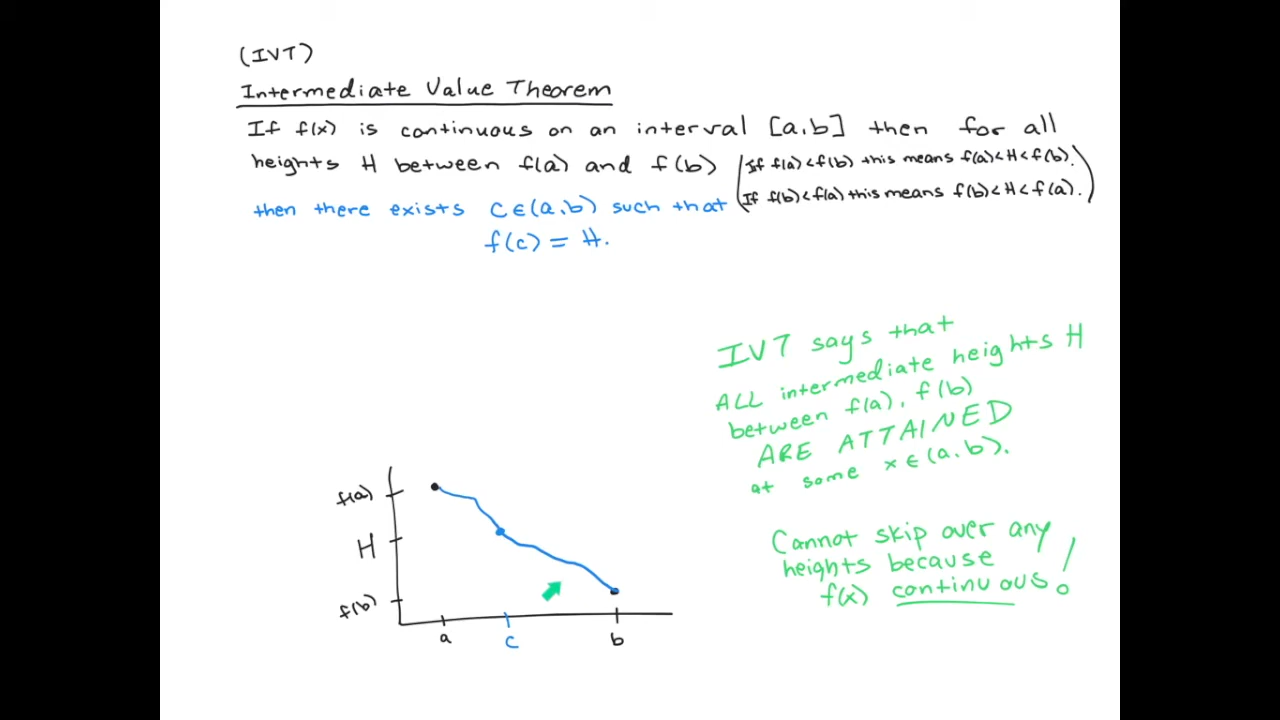 (IVT)
Intermediate Value Theorem
If f(x) is continuous on an interval [a,b] then for all
heights H between f(a) and f(b) (If f(a)<f(b) this means f(a)<H<f(b).
If f(b)<f(a) this means f(b)<H<f(a).)
then there exists c∈(a,b) such that
f(c) = H.
IVT says that
ALL intermediate heights H
between f(a), f(b)
ARE ATTAINED
at some x∈(a,b).
Cannot skip over any
heights because
f(x) continuous!
f(a)
H
f(b)
a
c
b